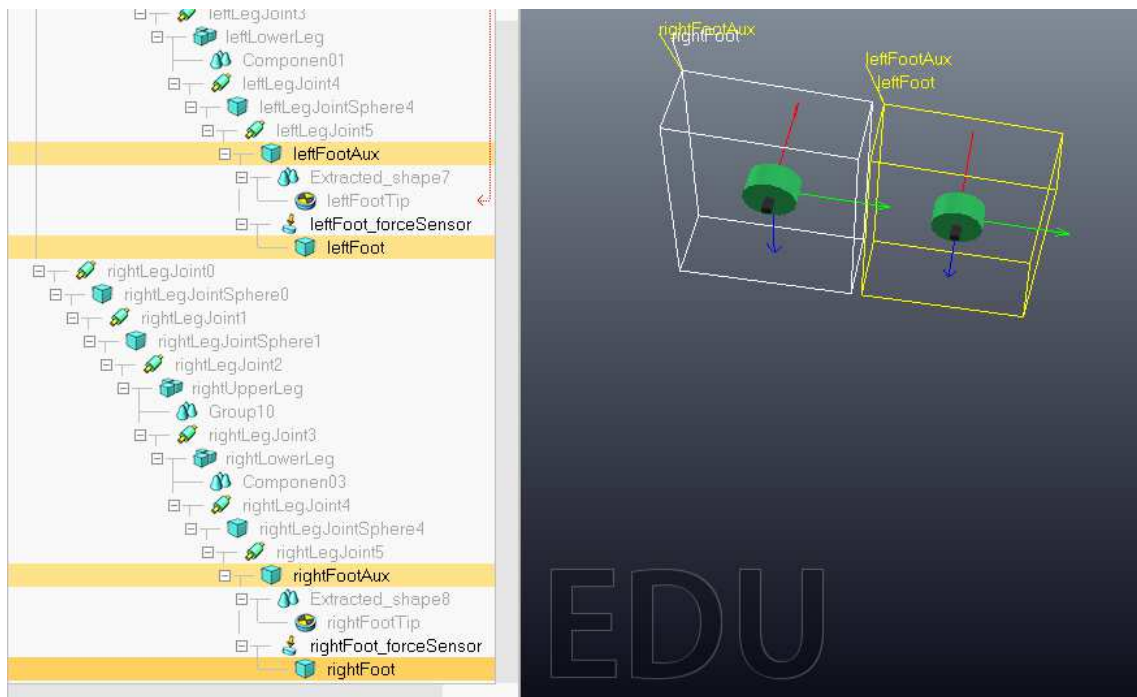 leftLegJoint3
leftLowerLeg
Componen01
leftLegJoint4
leftLegJointSphere4
leftLegJoint5
leftFootAux
Extracted_shape7
leftFootTip
leftFoot_forceSensor
leftFoot
rightLegJoint0
rightLegJointSphere0
rightLegJoint1
rightLegJointSphere1
rightLegJoint2
rightUpperLeg
Group10
rightLegJoint3
rightLowerLeg
Componen03
rightLegJoint4
rightLegJointSphere4
rightLegJoint5
rightFootAux
Extracted_shape8
rightFootTip
rightFoot_forceSensor
rightFoot
rightFootAux
rightFoot
leftFootAux
leftFoot
EDU